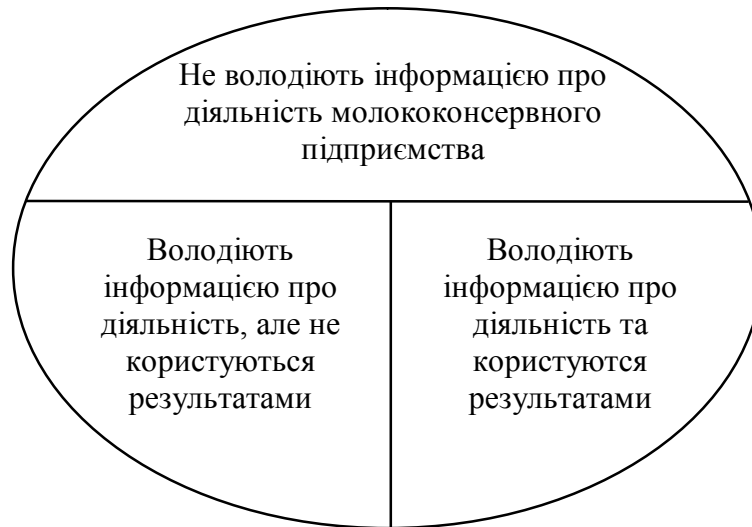 Не володіють інформацією про
діяльність молококонсервного
підприємства
Володіють
інформацією про
діяльність, але не
користуються
результатами
Володіють
інформацією про
діяльність та
користуются
результатами